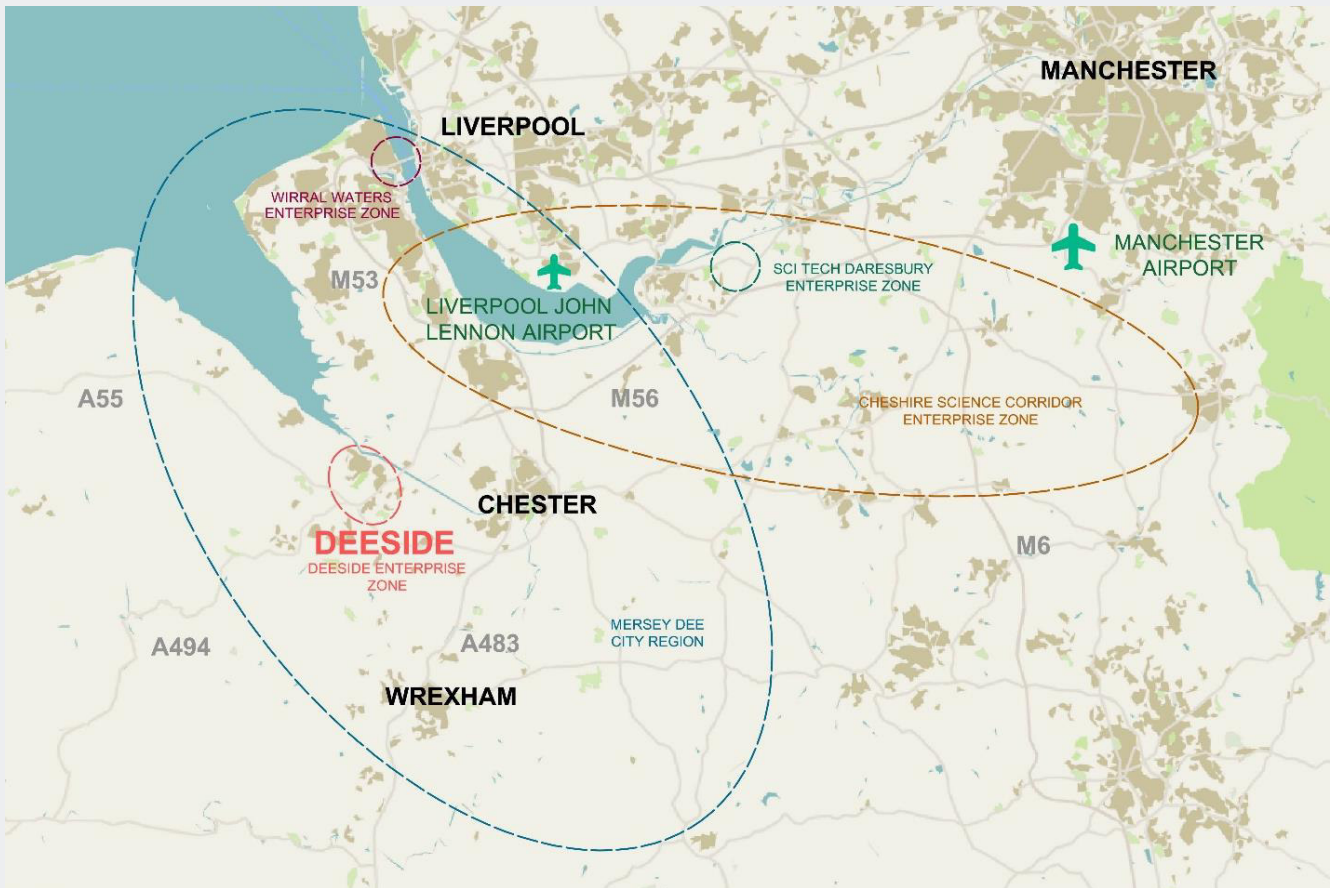 MANCHESTER
LIVERPOOL
WIRRAL WATERS
ENTERPRISE ZONE
MANCHESTER
AIRPORT
SCI TECH DARESBURY
ENTERPRISE ZONE
M53
LIVERPOOL JOHN
LENNON AIRPORT
A55
M56
CHESHIRE SCIENCE CORRIDOR
ENTERPRISE ZONE
CHESTER
DEESIDE
DEESIDE ENTERPRISE
ZONE
M6
MERSEY DEE
CITY REGION
A494
A483
WREXHAM